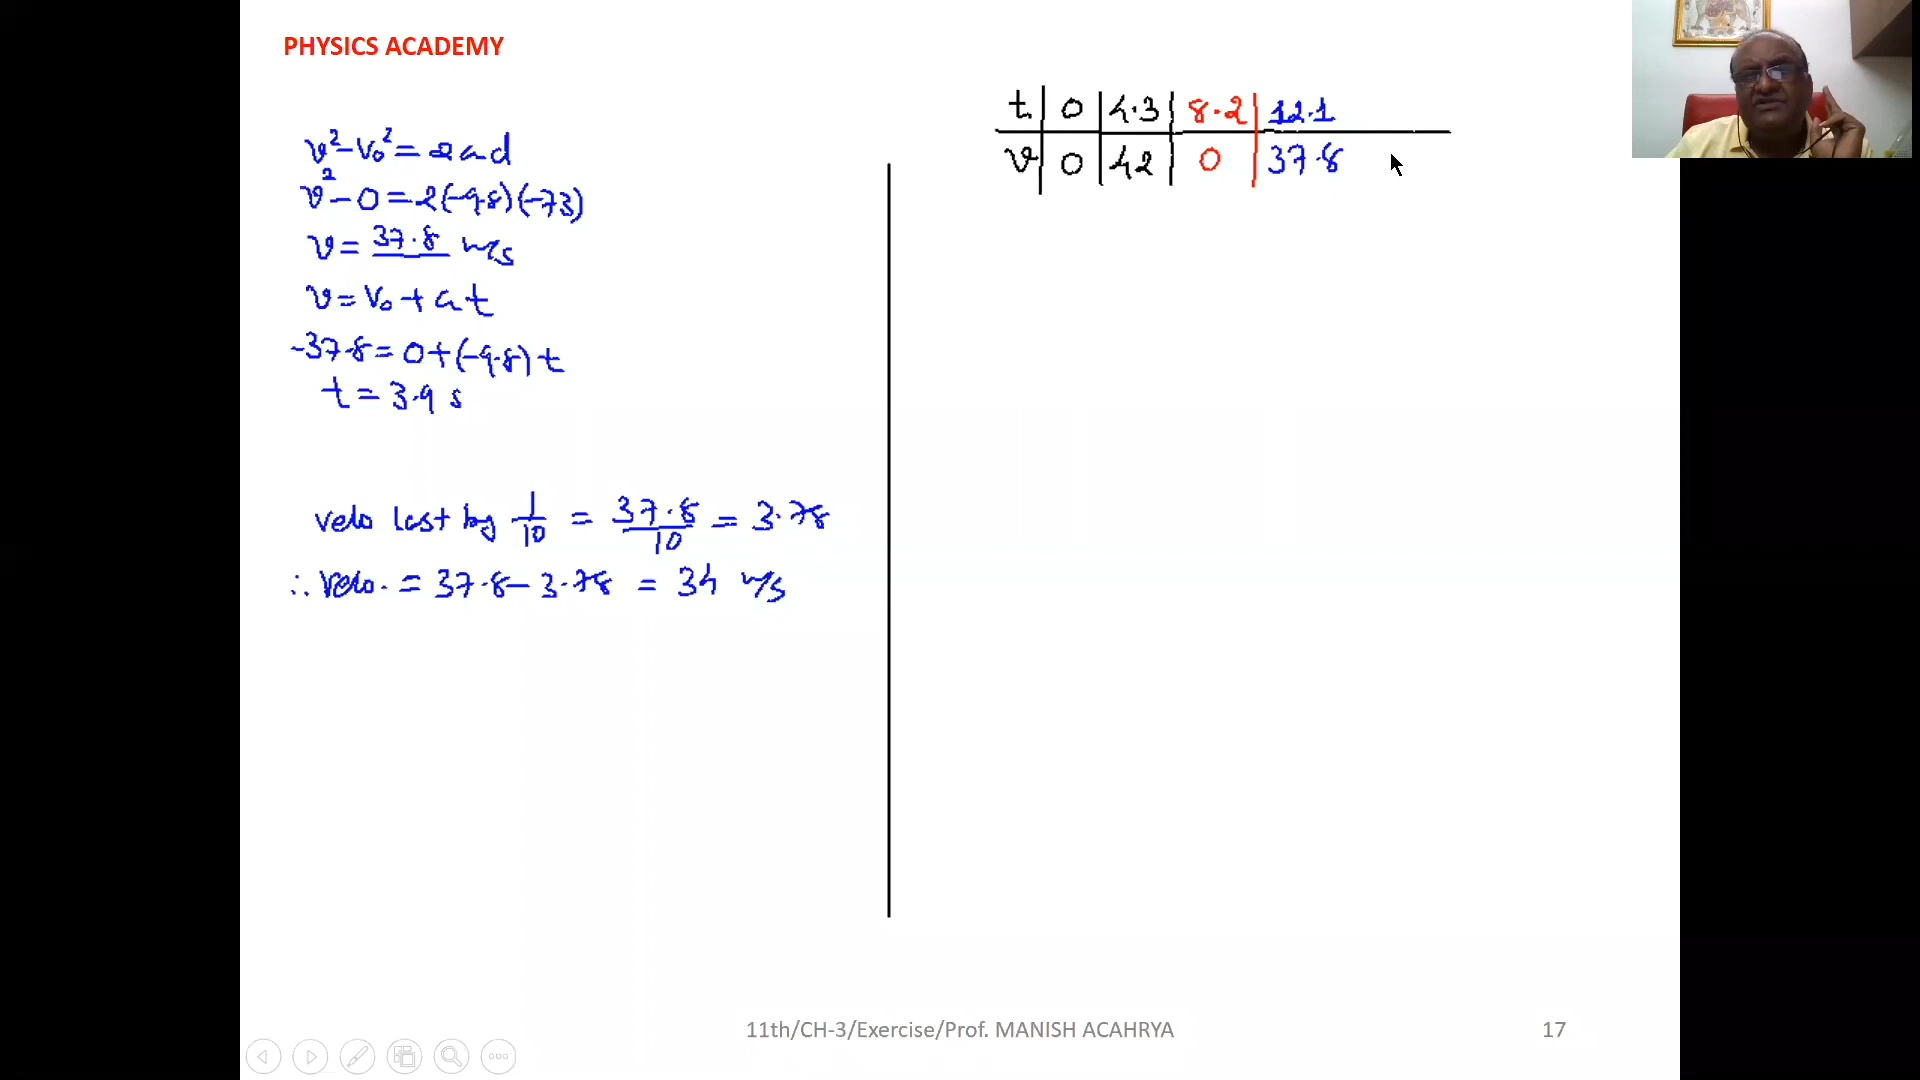 PHYSICS ACADEMY
v² - v₀² = 2ad
v² - 0 = 2(-9.8)(-73)
v = 37.8 m/s
v = v₀ + at
-37.8 = 0 + (-9.8)t
t = 3.9 s
velo lost by 1/10 = 37.8/10 = 3.78
∴ velo. = 37.8 - 3.78 = 34 m/s
t | 0 | 4.3 | 8.2 | 12.1
v | 0 | 42 | 0 | 37.8
11th/CH-3/Exercise/Prof. MANISH ACAHRYA
17